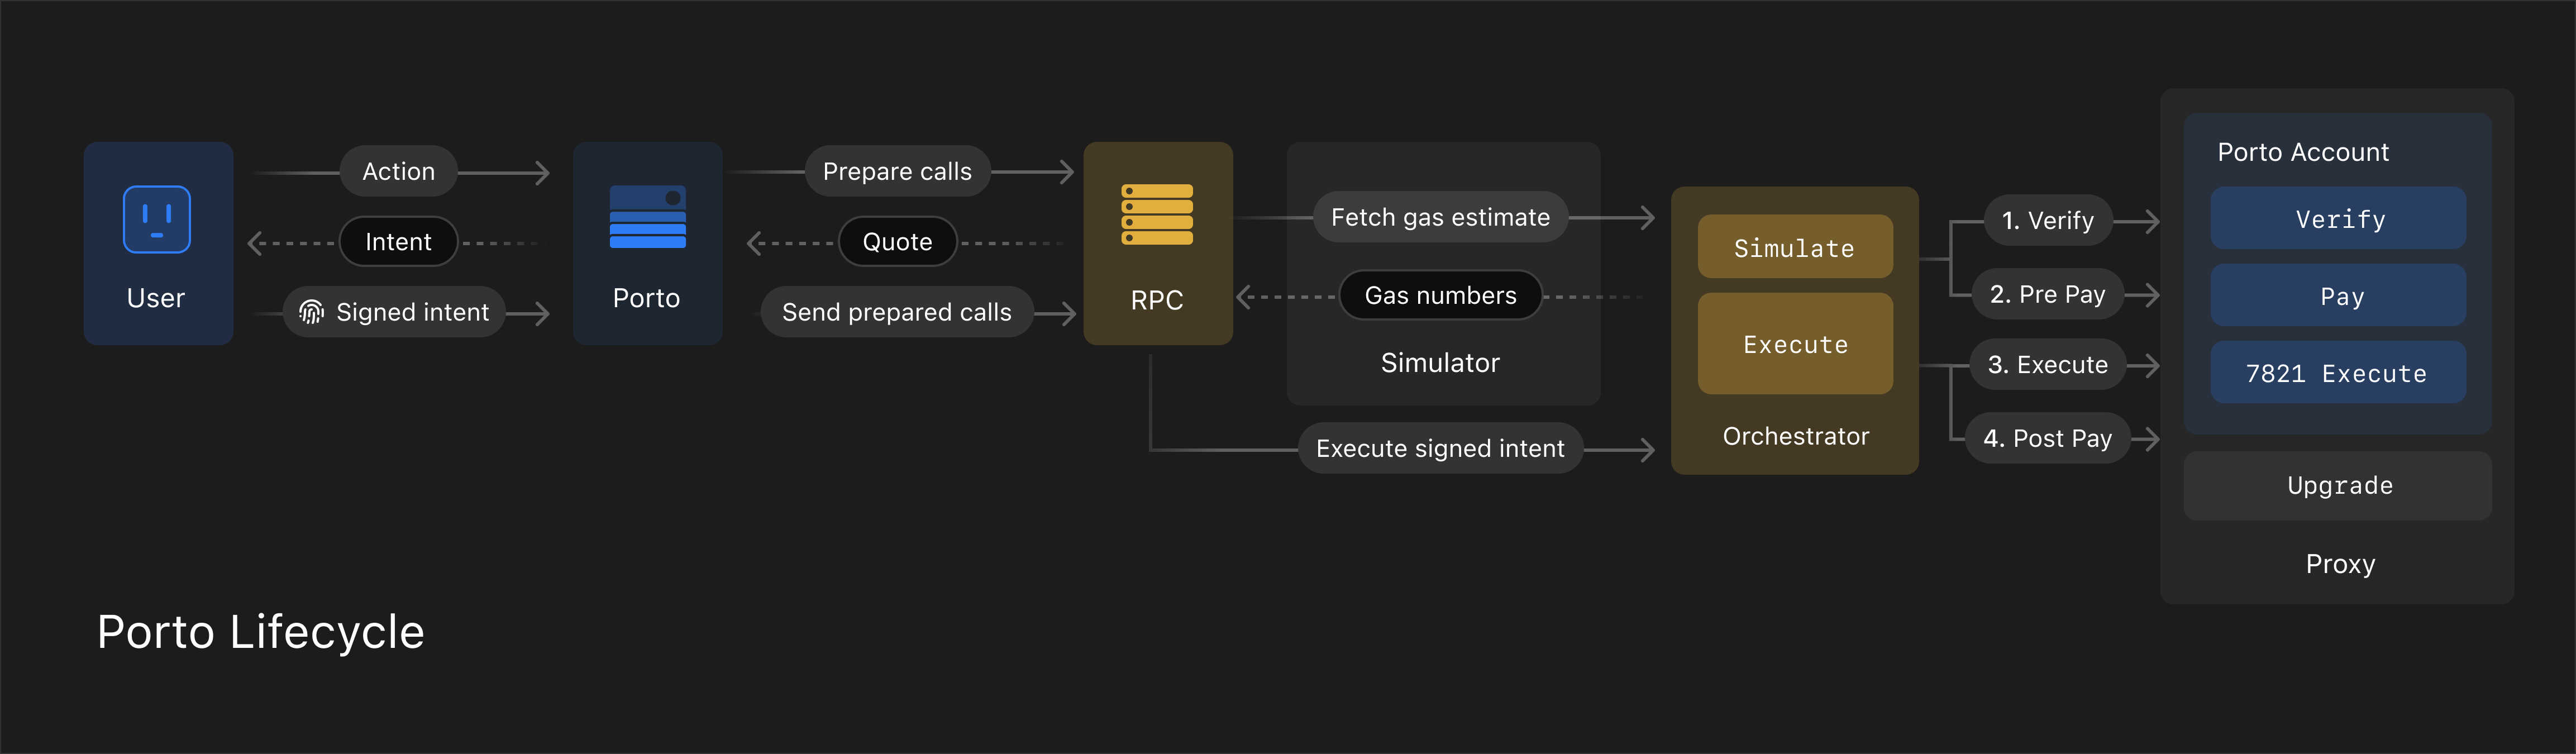 User
Action
Intent
Signed intent
Porto
Prepare calls
Quote
Send prepared calls
RPC
Fetch gas estimate
Gas numbers
Simulator
Execute signed intent
Simulate
Execute
Orchestrator
1. Verify
2. Pre Pay
3. Execute
4. Post Pay
Porto Account
Verify
Pay
7821 Execute
Upgrade
Proxy
Porto Lifecycle